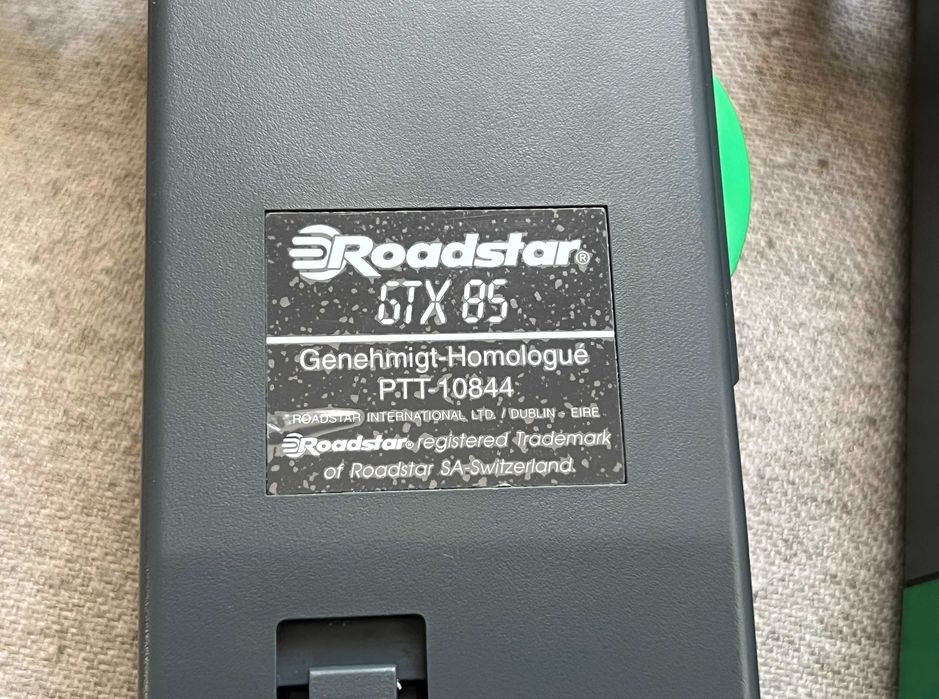 Roadstar®
GTX 85
Genehmigt-Homologué
PTT-10844
ROADSTAR INTERNATIONAL LTD. / DUBLIN - EIRE
Roadstar® registered Trademark
of Roadstar SA-Switzerland.